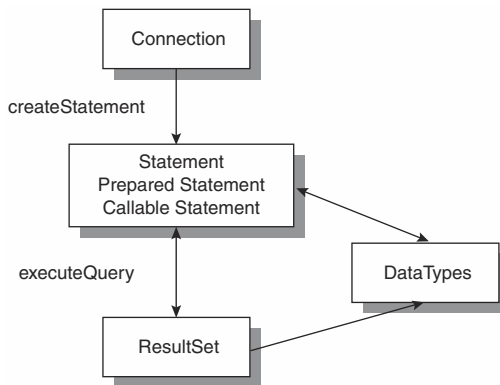 Connection
createStatement
Statement
Prepared Statement
Callable Statement
executeQuery
DataTypes
ResultSet